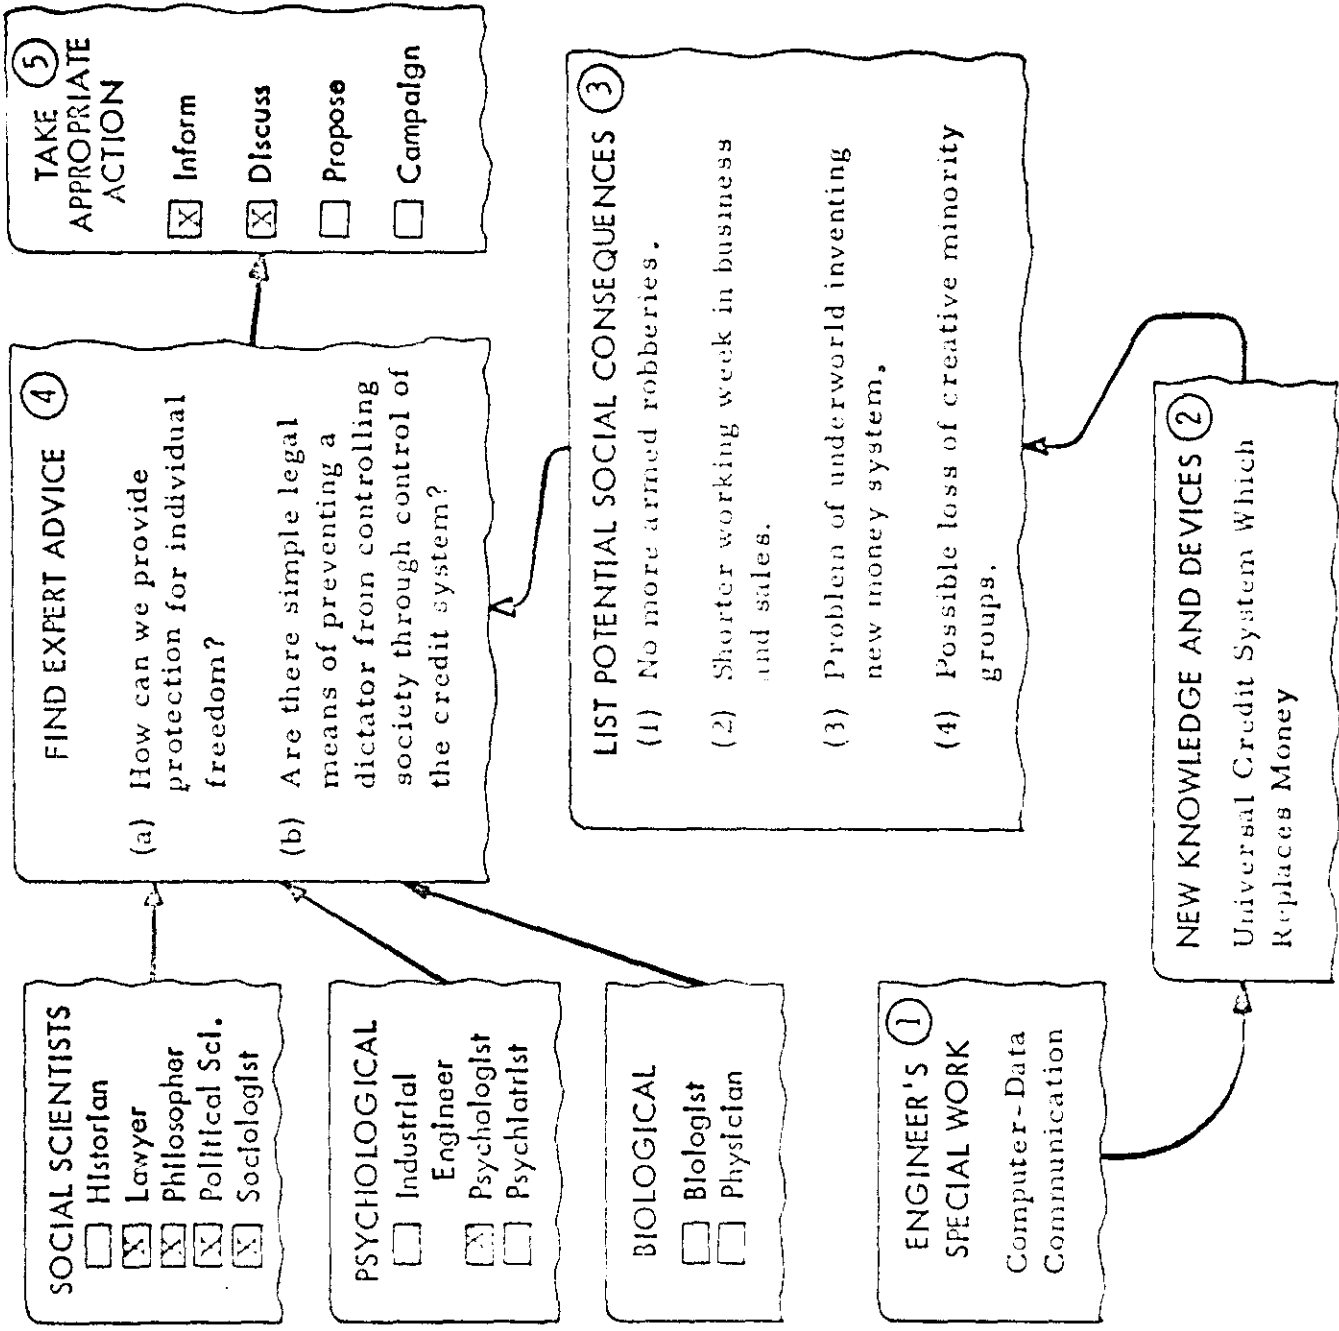 SOCIAL SCIENTISTS
Historian
X Lawyer
X Philosopher
X Political Sci.
X Sociologist
PSYCHOLOGICAL
Industrial
Engineer
X Psychologist
Psychiatrist
BIOLOGICAL
Biologist
Physician
ENGINEER'S 1
SPECIAL WORK
Computer-Data
Communication
NEW KNOWLEDGE AND DEVICES 2
Universal Credit System Which
Replaces Money
LIST POTENTIAL SOCIAL CONSEQUENCES 3
(1) No more armed robberies.
(2) Shorter working week in business
and sales.
(3) Problem of underworld inventing
new money system.
(4) Possible loss of creative minority
groups.
FIND EXPERT ADVICE 4
(a) How can we provide
protection for individual
freedom?
(b) Are there simple legal
means of preventing a
dictator from controlling
society through control of
the credit system?
TAKE 5
APPROPRIATE
ACTION
X Inform
X Discuss
Propose
Campaign